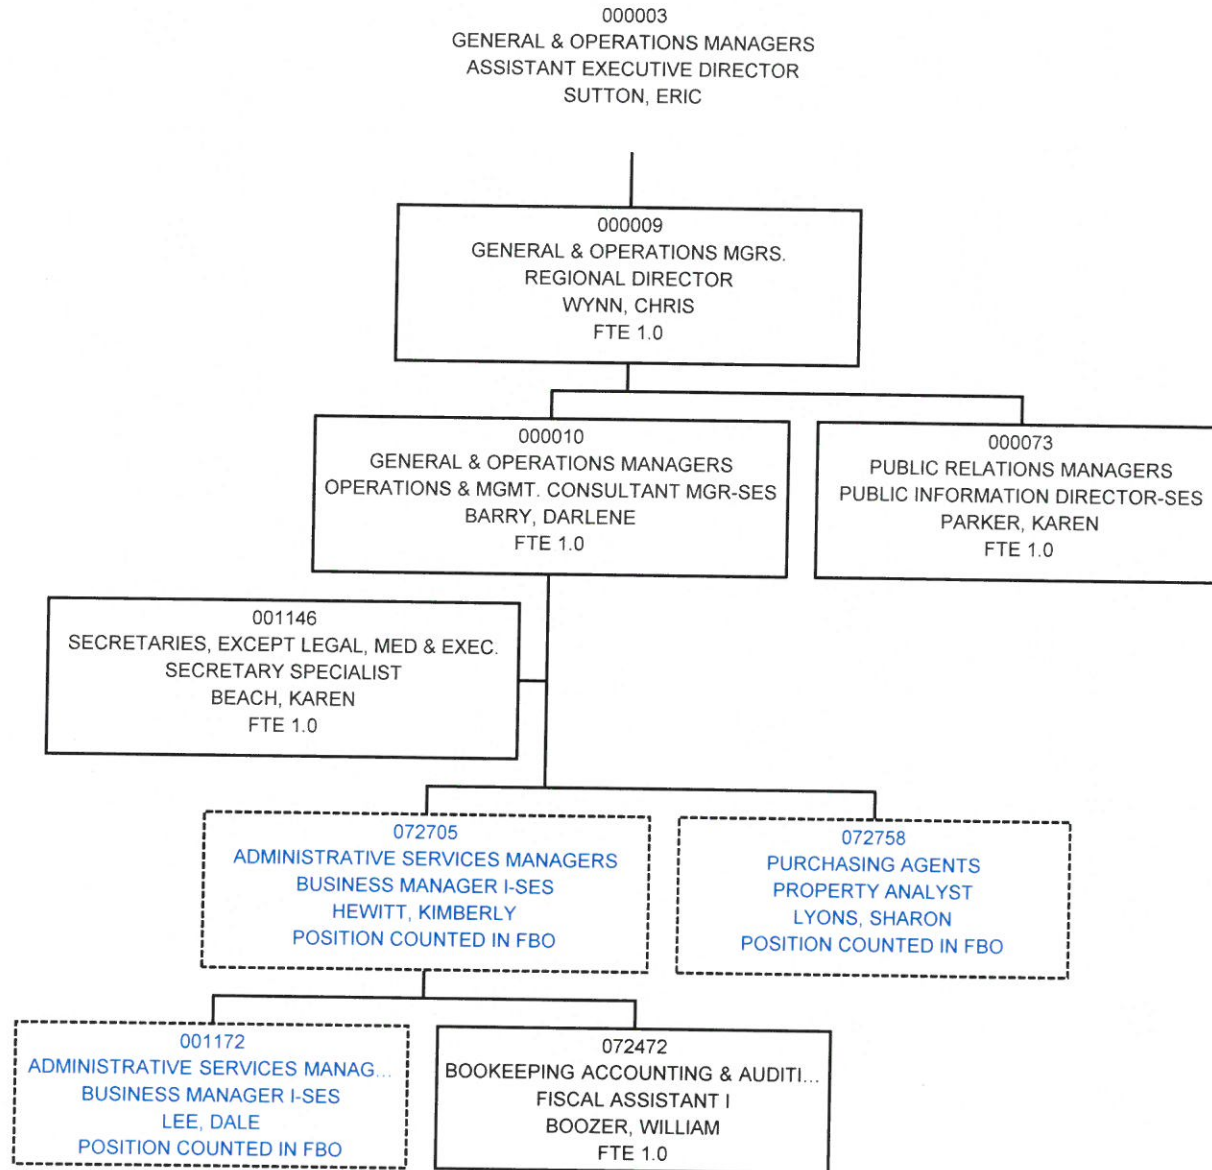 000003
GENERAL & OPERATIONS MANAGERS
ASSISTANT EXECUTIVE DIRECTOR
SUTTON, ERIC
000009
GENERAL & OPERATIONS MGRS.
REGIONAL DIRECTOR
WYNN, CHRIS
FTE 1.0
000010
GENERAL & OPERATIONS MANAGERS
OPERATIONS & MGMT. CONSULTANT MGR-SES
BARRY, DARLENE
FTE 1.0
000073
PUBLIC RELATIONS MANAGERS
PUBLIC INFORMATION DIRECTOR-SES
PARKER, KAREN
FTE 1.0
001146
SECRETARIES, EXCEPT LEGAL, MED & EXEC.
SECRETARY SPECIALIST
BEACH, KAREN
FTE 1.0
072705
ADMINISTRATIVE SERVICES MANAGERS
BUSINESS MANAGER I-SES
HEWITT, KIMBERLY
POSITION COUNTED IN FBO
072758
PURCHASING AGENTS
PROPERTY ANALYST
LYONS, SHARON
POSITION COUNTED IN FBO
001172
ADMINISTRATIVE SERVICES MANAG...
BUSINESS MANAGER I-SES
LEE, DALE
POSITION COUNTED IN FBO
072472
BOOKEEPING ACCOUNTING & AUDITI...
FISCAL ASSISTANT I
BOOZER, WILLIAM
FTE 1.0